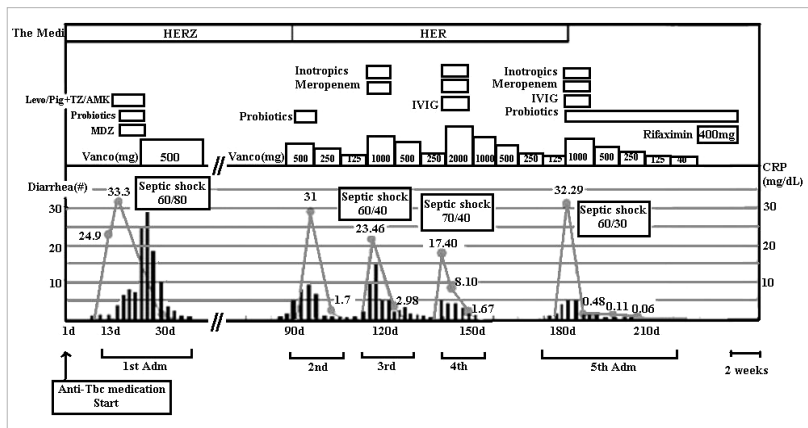 The Medi HERZ HER
Inotropics Inotropics
Meropenem Meropenem
Levo/Pig+TZ/AMK IVIG IVIG
Probiotics Probiotics Probiotics
MDZ Rifaximin 400mg
Vanco(mg) 500 // Vanco(mg) 500 250 125 1000 500 250 2000 1000 500 250 125 1000 500 250 125 40
Diarrhea(#) CRP (mg/dL)
33.3 Septic shock 60/80 31 Septic shock 60/40 Septic shock 70/40 32.29 Septic shock 60/30
30 30
24.9 23.46
20 17.40 20
10 8.10 10
1.7 2.98 1.67 0.48 0.11 0.06
1d 13d 30d // 90d 120d 150d 180d 210d
1st Adm 2nd 3rd 4th 5th Adm 2 weeks
Anti-Tbc medication
Start